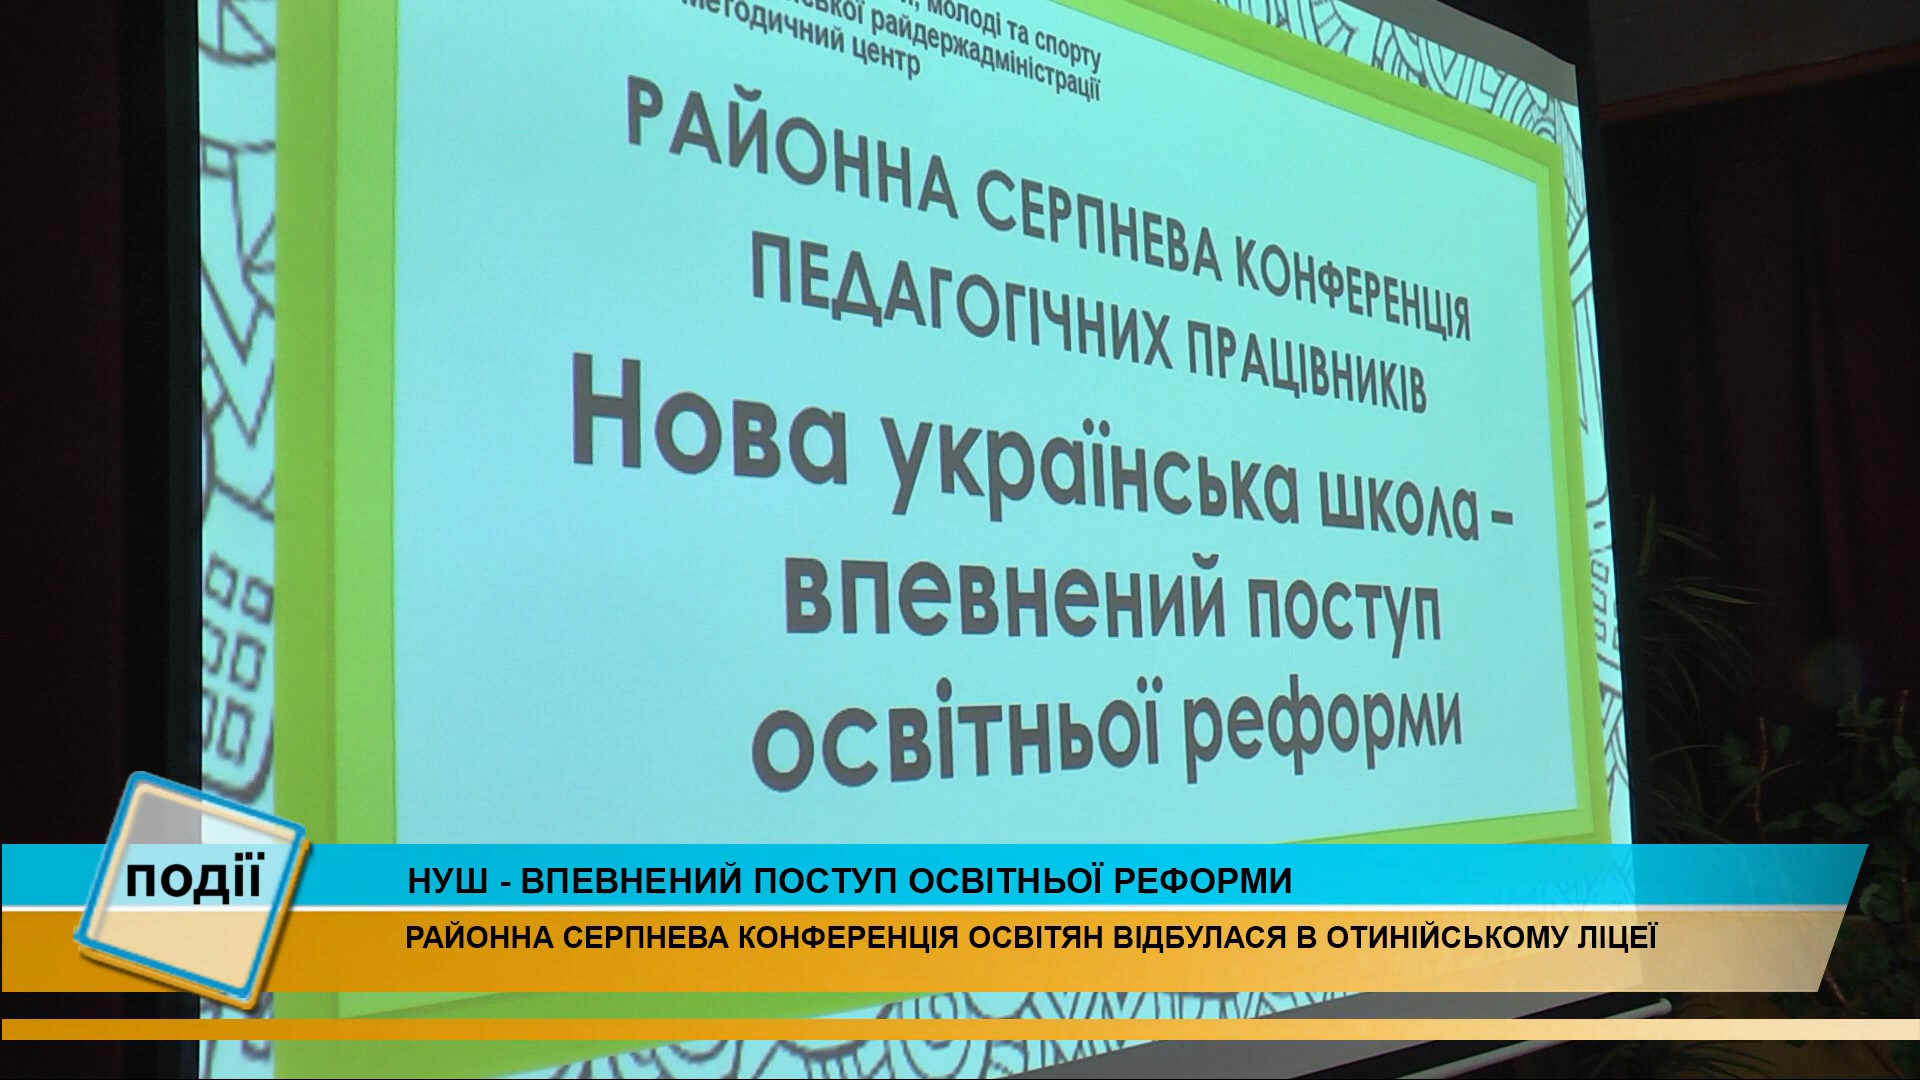 молоді та спорту
райдержадміністрації
Методичний центр
РАЙОННА СЕРПНЕВА КОНФЕРЕНЦІЯ
ПЕДАГОГІЧНИХ ПРАЦІВНИКІВ
Нова українська школа –
впевнений поступ
освітньої реформи
події
НУШ - ВПЕВНЕНИЙ ПОСТУП ОСВІТНЬОЇ РЕФОРМИ
РАЙОННА СЕРПНЕВА КОНФЕРЕНЦІЯ ОСВІТЯН ВІДБУЛАСЯ В ОТИНІЙСЬКОМУ ЛІЦЕЇ